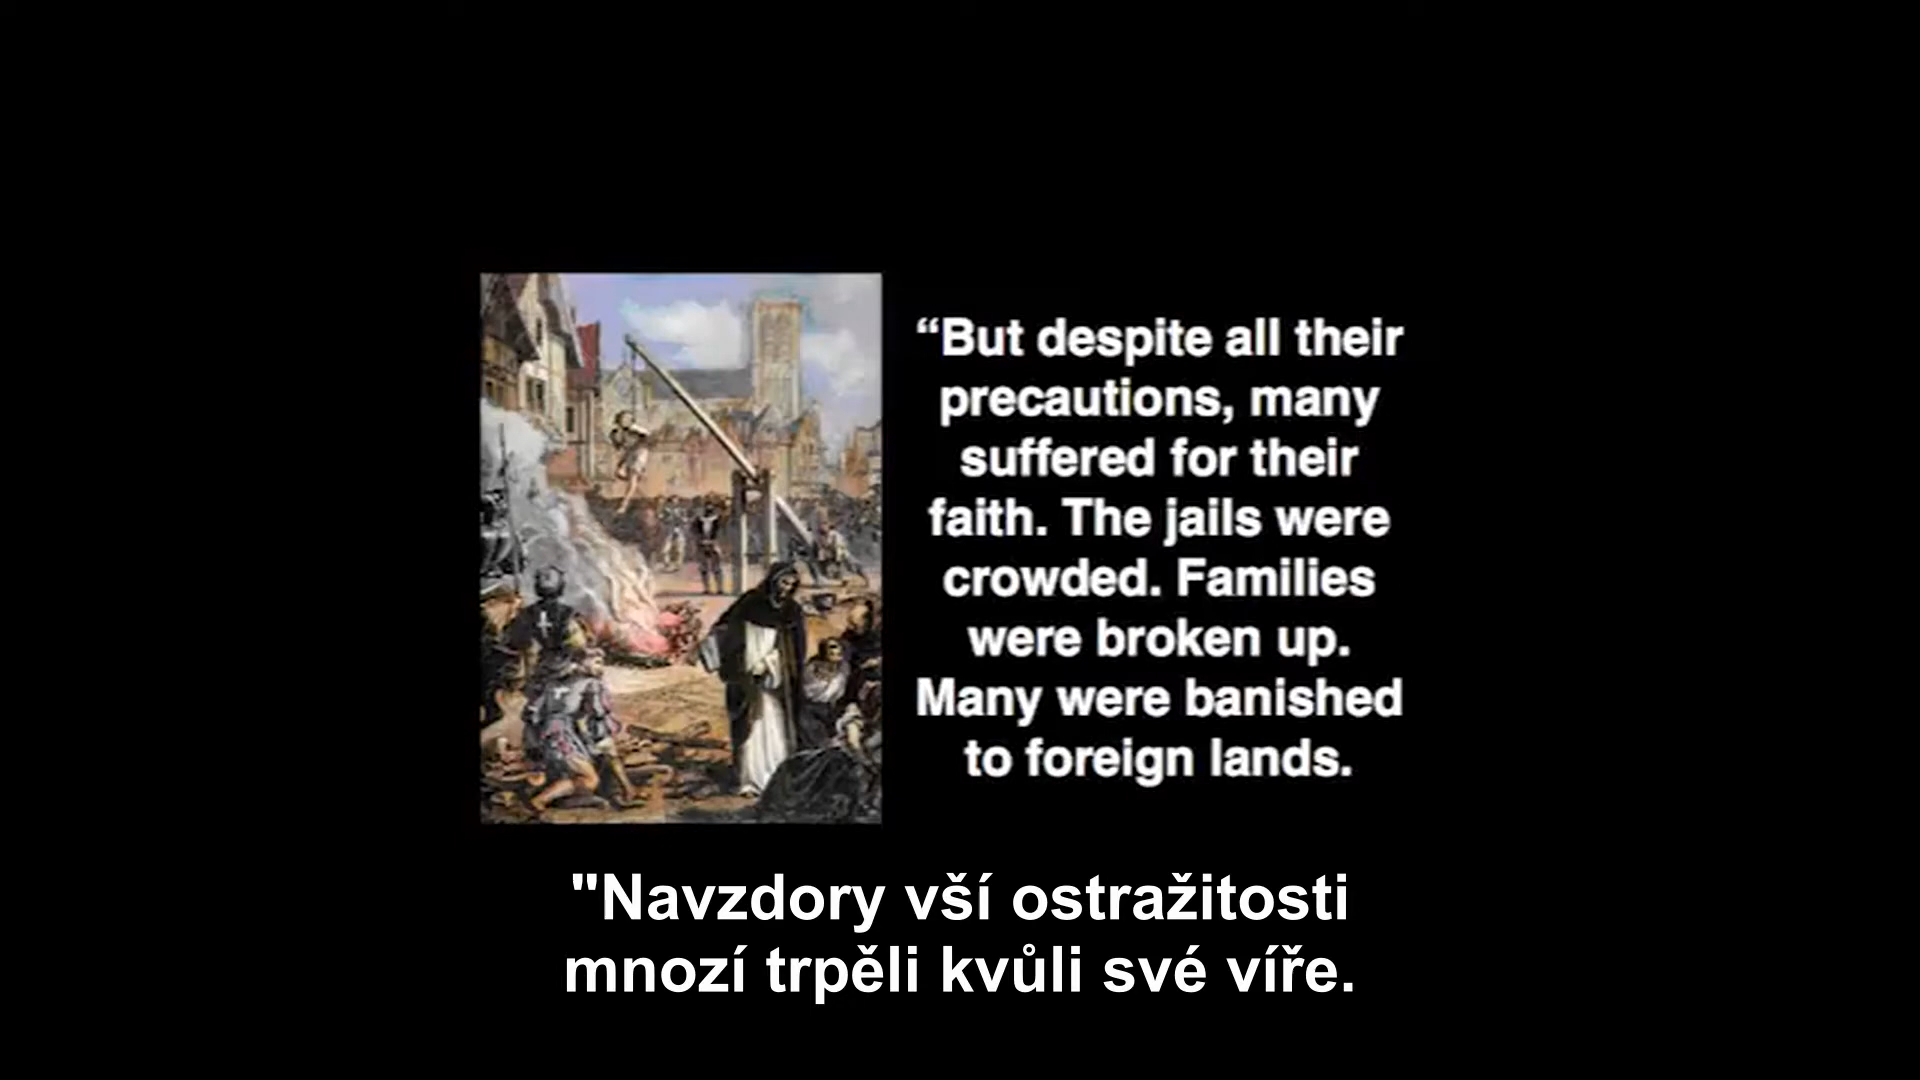 “But despite all their
precautions, many
suffered for their
faith. The jails were
crowded. Families
were broken up.
Many were banished
to foreign lands.
"Navzdory vší ostražitosti
mnozí trpěli kvůli své víře.